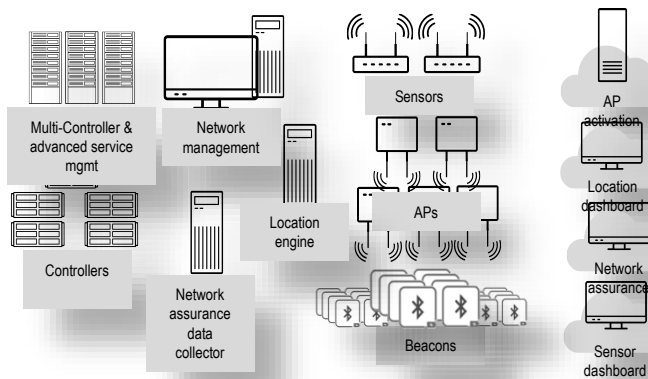 Multi-Controller &
advanced service
mgmt
Network
management
Sensors
AP
activation
Controllers
Network
assurance
data
collector
Location
engine
APs
Beacons
Location
dashboard
Network
assurance
Sensor
dashboard